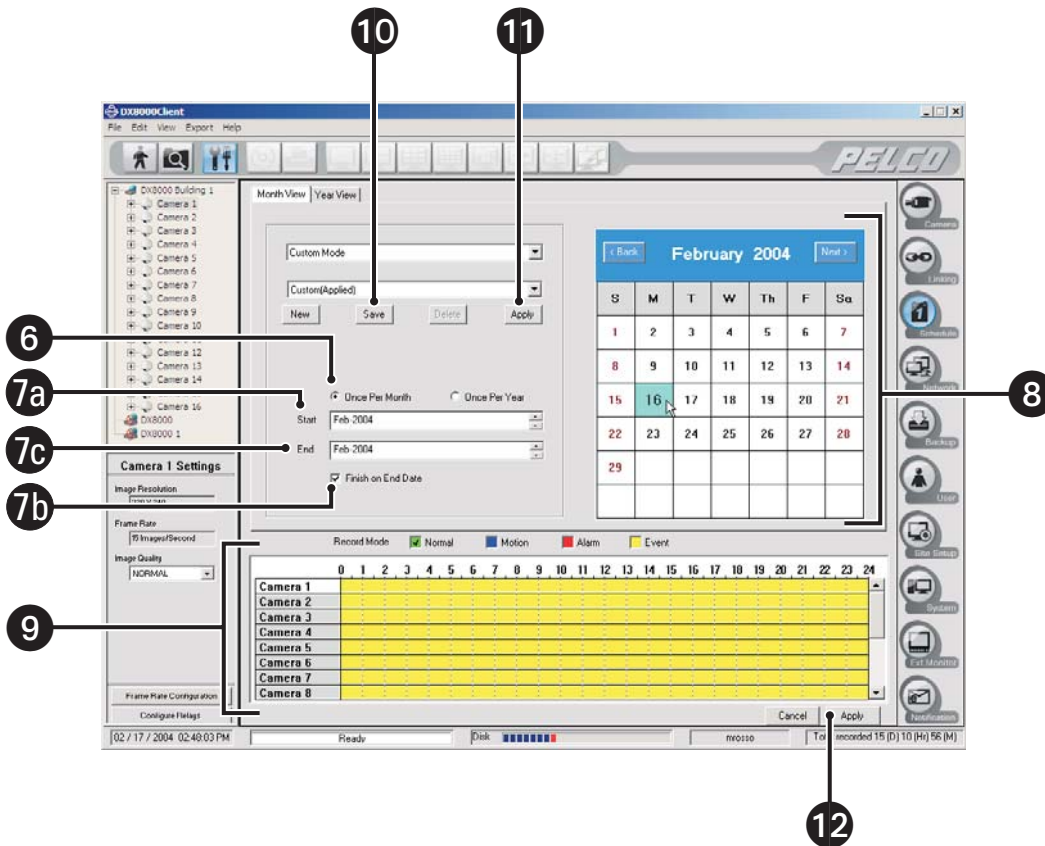 10
11
DX8000Client
File Edit View Export Help
PELCO
DX8000 Building 1
Camera 1
Camera 2
Camera 3
Camera 4
Camera 5
Camera 6
Camera 7
Camera 8
Camera 9
Camera 10
Camera 12
Camera 13
Camera 14
Camera 16
DX8000
DX8000 1
Month View Year View
Custom Mode
Custom(Applied)
New Save Delete Apply
6
Once Per Month Once Per Year
7a
Start Feb-2004
7c
End Feb-2004
7b
Finish on End Date
< Back February 2004 Next >
S M T W Th F Sa
1 2 3 4 5 6 7
8 9 10 11 12 13 14
15 16 17 18 19 20 21
22 23 24 25 26 27 28
29
8
Camera
Linking
Schedule
Network
Backup
User
Site Setup
System
Ext Monitor
Notification
Camera 1 Settings
Image Resolution
Frame Rate
15 Images/Second
Image Quality
NORMAL
Frame Rate Configuration
Configure Relays
9
Record Mode Normal Motion Alarm Event
0 1 2 3 4 5 6 7 8 9 10 11 12 13 14 15 16 17 18 19 20 21 22 23 24
Camera 1
Camera 2
Camera 3
Camera 4
Camera 5
Camera 6
Camera 7
Camera 8
Cancel Apply
02 / 17 / 2004 02:48:03 PM Ready Disk mrosso recorded 15 (D) 10 (Hr) 56 (M)
12